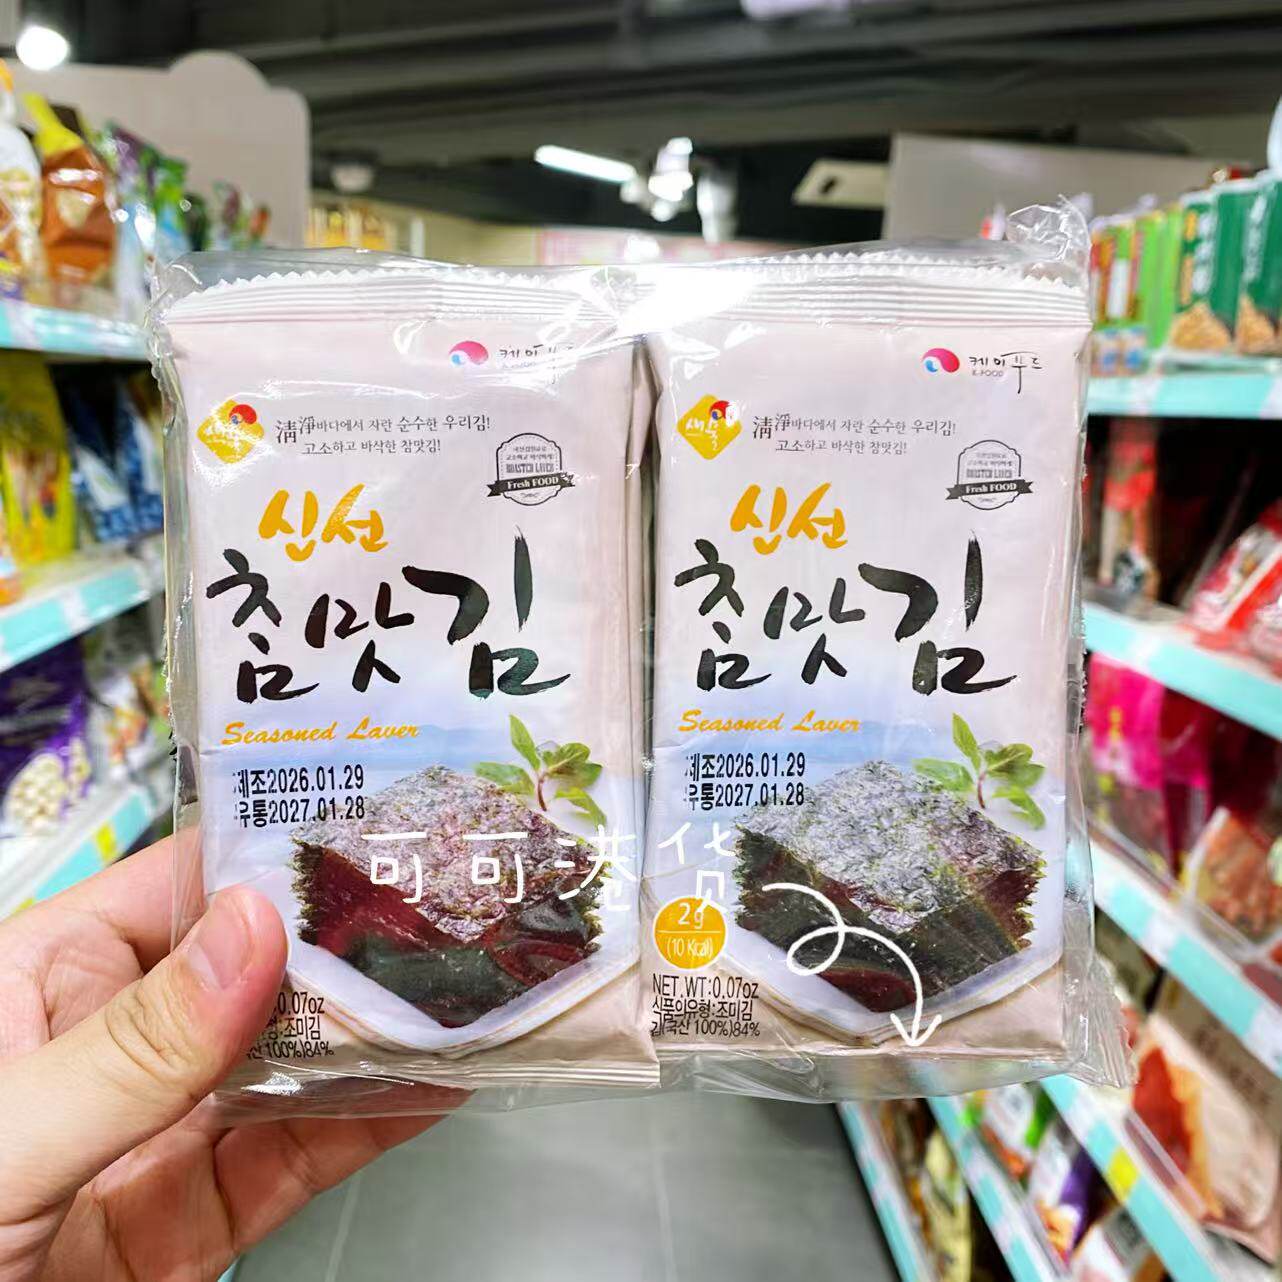 케이푸드
K.FOOD
새록
清淨바다에서 자란 순수한 우리김!
고소하고 바삭한 참맛김!
ROASTED LAVER
Fresh FOOD
신선
참맛김
Seasoned Laver
제조2026.01.29
유통2027.01.28
0.07oz
조미김
산 100%)84%
케이푸드
K.FOOD
清淨바다에서 자란 순수한 우리김!
고소하고 바삭한 참맛김!
ROASTED LAVER
Fresh FOOD
신선
참맛김
Seasoned Laver
제조2026.01.29
유통2027.01.28
2g
(10 Kcal)
NET.WT:0.07oz
식품의유형:조미김
김(국산 100%)84%
可可港货